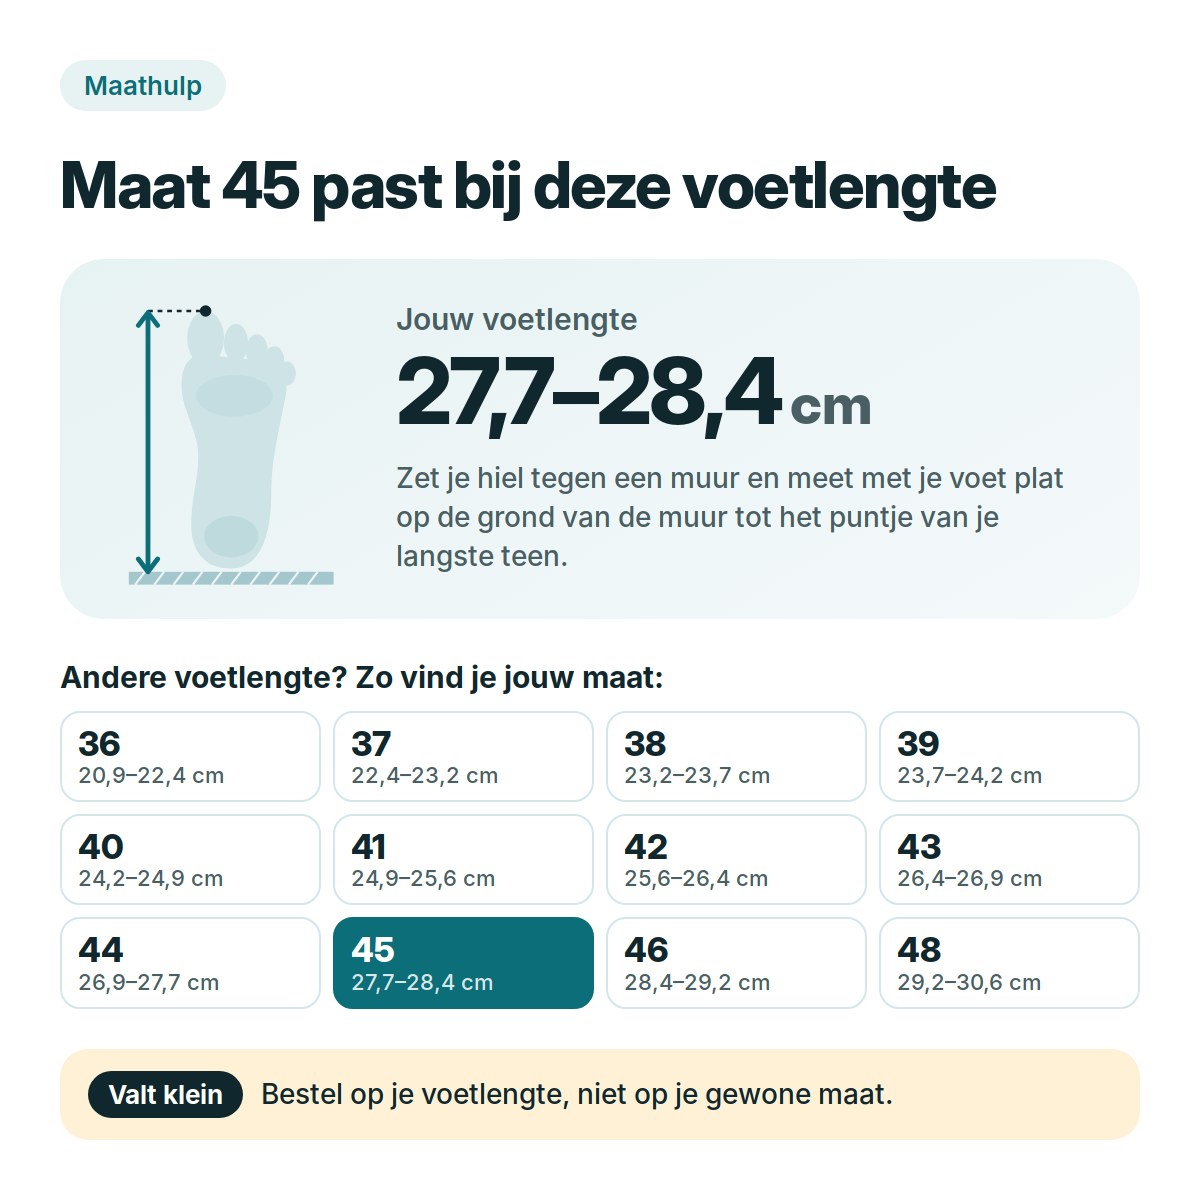 Maathulp
Maat 45 past bij deze voetlengte
Jouw voetlengte
27,7–28,4 cm
Zet je hiel tegen een muur en meet met je voet plat
op de grond van de muur tot het puntje van je
langste teen.
Andere voetlengte? Zo vind je jouw maat:
36
20,9–22,4 cm
37
22,4–23,2 cm
38
23,2–23,7 cm
39
23,7–24,2 cm
40
24,2–24,9 cm
41
24,9–25,6 cm
42
25,6–26,4 cm
43
26,4–26,9 cm
44
26,9–27,7 cm
45
27,7–28,4 cm
46
28,4–29,2 cm
48
29,2–30,6 cm
Valt klein
Bestel op je voetlengte, niet op je gewone maat.